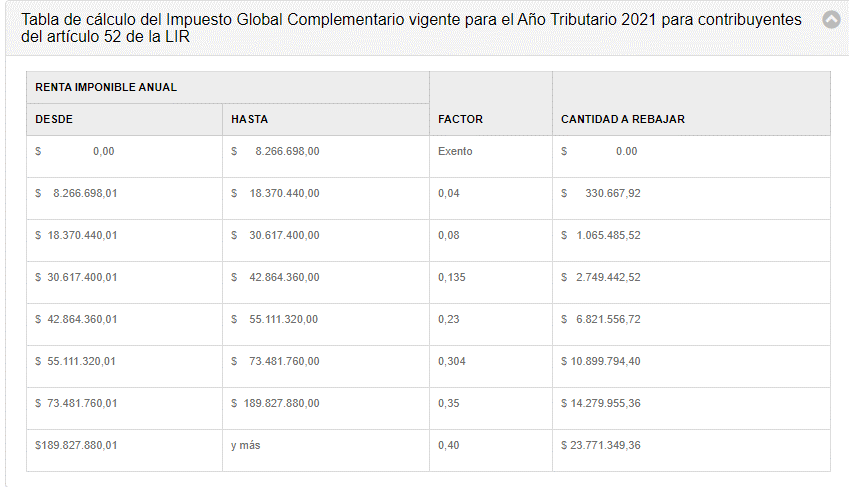 Tabla de cálculo del Impuesto Global Complementario vigente para el Año Tributario 2021 para contribuyentes
del artículo 52 de la LIR
RENTA IMPONIBLE ANUAL
DESDE HASTA FACTOR CANTIDAD A REBAJAR
$ 0,00 $ 8.266.698,00 Exento $ 0.00
$ 8.266.698,01 $ 18.370.440,00 0,04 $ 330.667,92
$ 18.370.440,01 $ 30.617.400,00 0,08 $ 1.065.485,52
$ 30.617.400,01 $ 42.864.360,00 0,135 $ 2.749.442,52
$ 42.864.360,01 $ 55.111.320,00 0,23 $ 6.821.556,72
$ 55.111.320,01 $ 73.481.760,00 0,304 $ 10.899.794,40
$ 73.481.760,01 $ 189.827.880,00 0,35 $ 14.279.955,36
$189.827.880,01 y más 0,40 $ 23.771.349,36